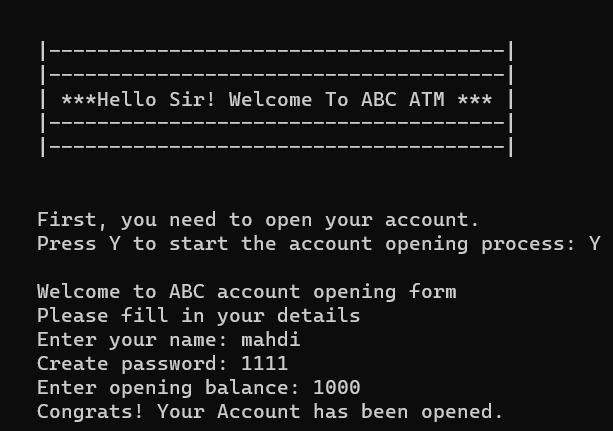 |--------------------------------------|
|--------------------------------------|
| ***Hello Sir! Welcome To ABC ATM *** |
|--------------------------------------|
|--------------------------------------|
First, you need to open your account.
Press Y to start the account opening process: Y
Welcome to ABC account opening form
Please fill in your details
Enter your name: mahdi
Create password: 1111
Enter opening balance: 1000
Congrats! Your Account has been opened.